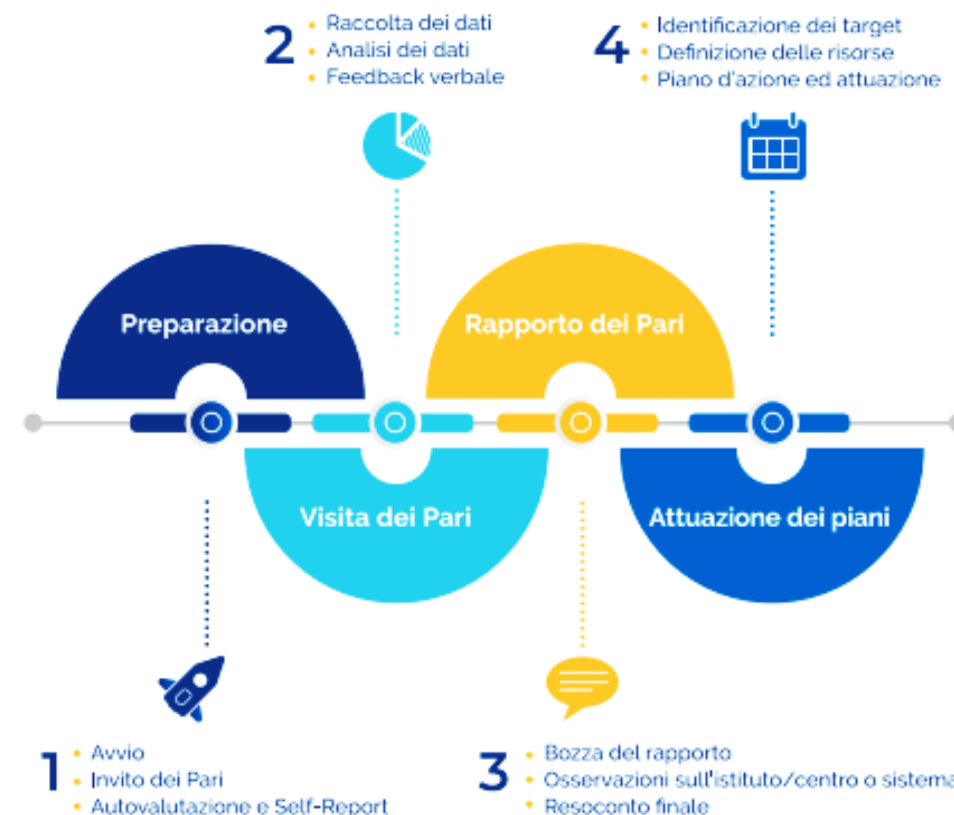 2
Raccolta dei dati
Analisi dei dati
Feedback verbale
4
Identificazione dei target
Definizione delle risorse
Piano d'azione ed attuazione
Preparazione
Rapporto dei Pari
Visita dei Pari
Attuazione dei piani
1
Avvio
Invito dei Pari
Autovalutazione e Self-Report
3
Bozza del rapporto
Osservazioni sull'istituto/centro o sistema
Resoconto finale